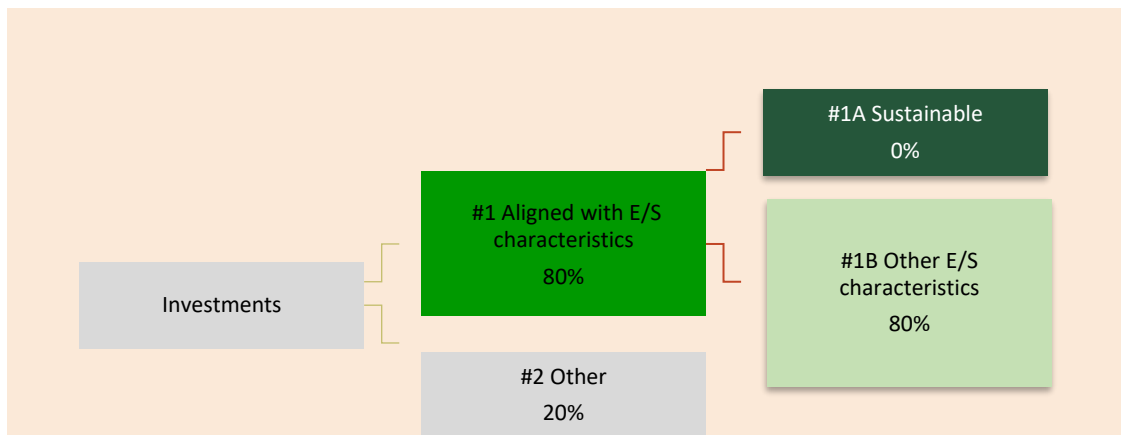 Investments
#1 Aligned with E/S
characteristics
80%
#2 Other
20%
#1A Sustainable
0%
#1B Other E/S
characteristics
80%